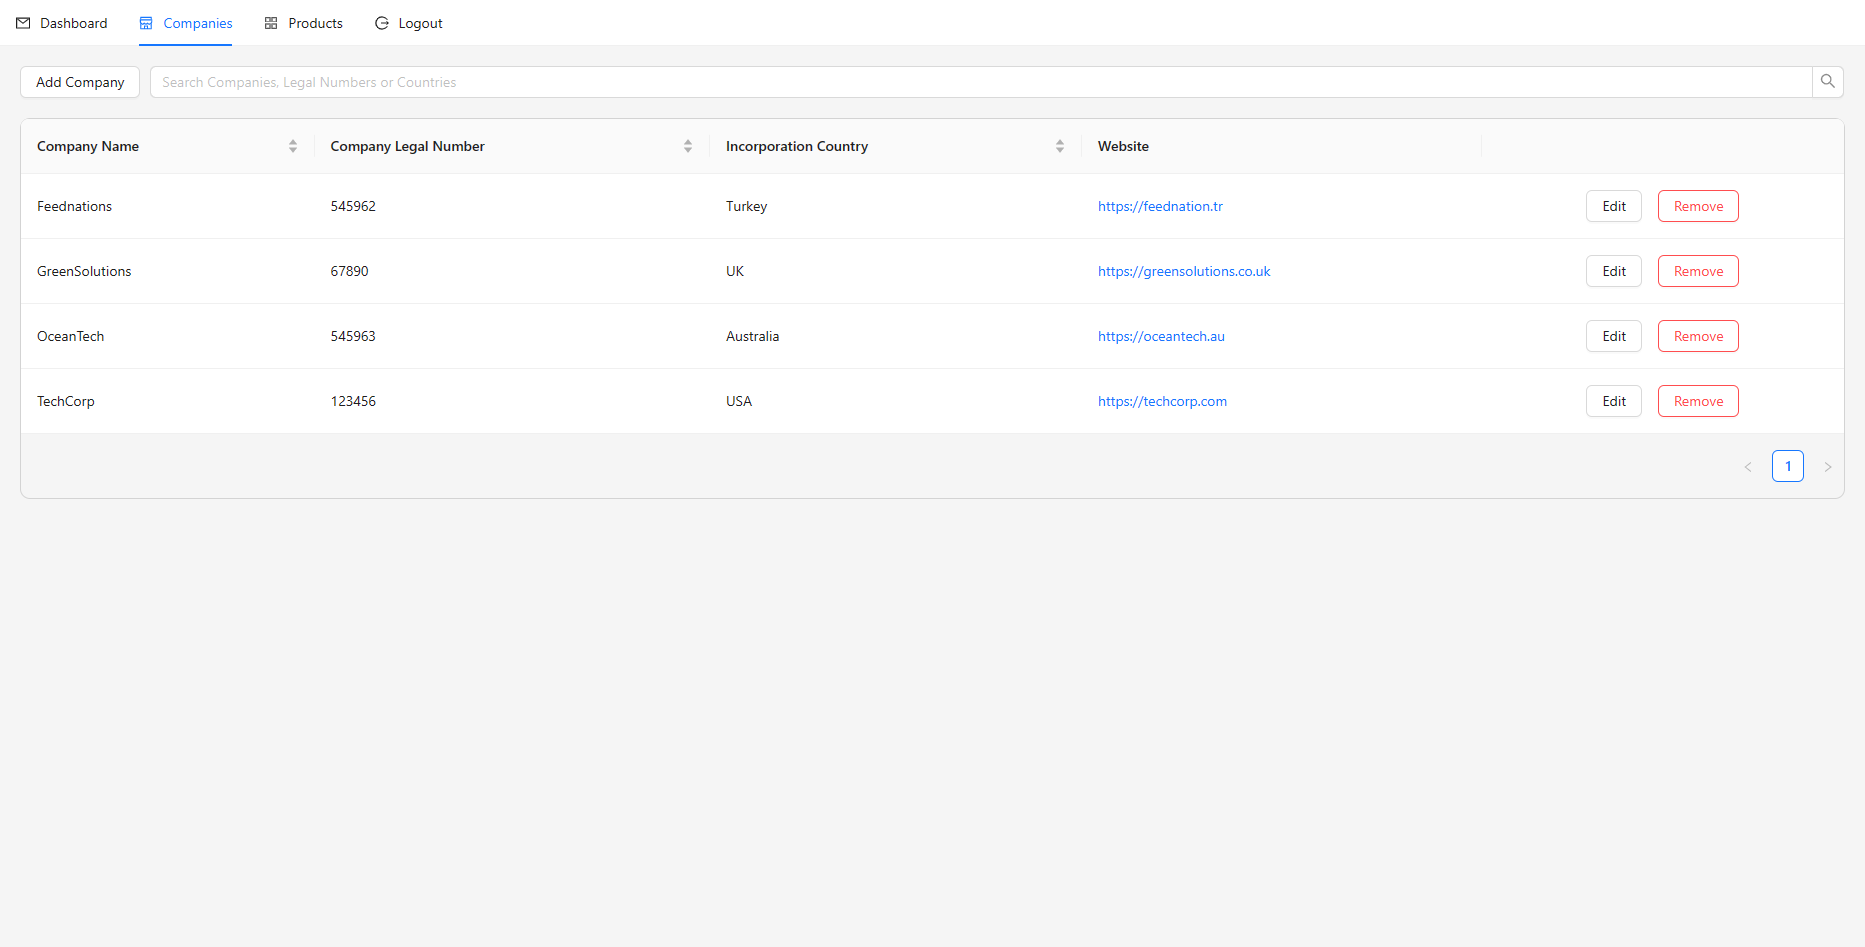 Dashboard Companies Products Logout
Add Company Search Companies, Legal Numbers or Countries
Company Name Company Legal Number Incorporation Country Website
Feednations 545962 Turkey https://feednation.tr Edit Remove
GreenSolutions 67890 UK https://greensolutions.co.uk Edit Remove
OceanTech 545963 Australia https://oceantech.au Edit Remove
TechCorp 123456 USA https://techcorp.com Edit Remove
1